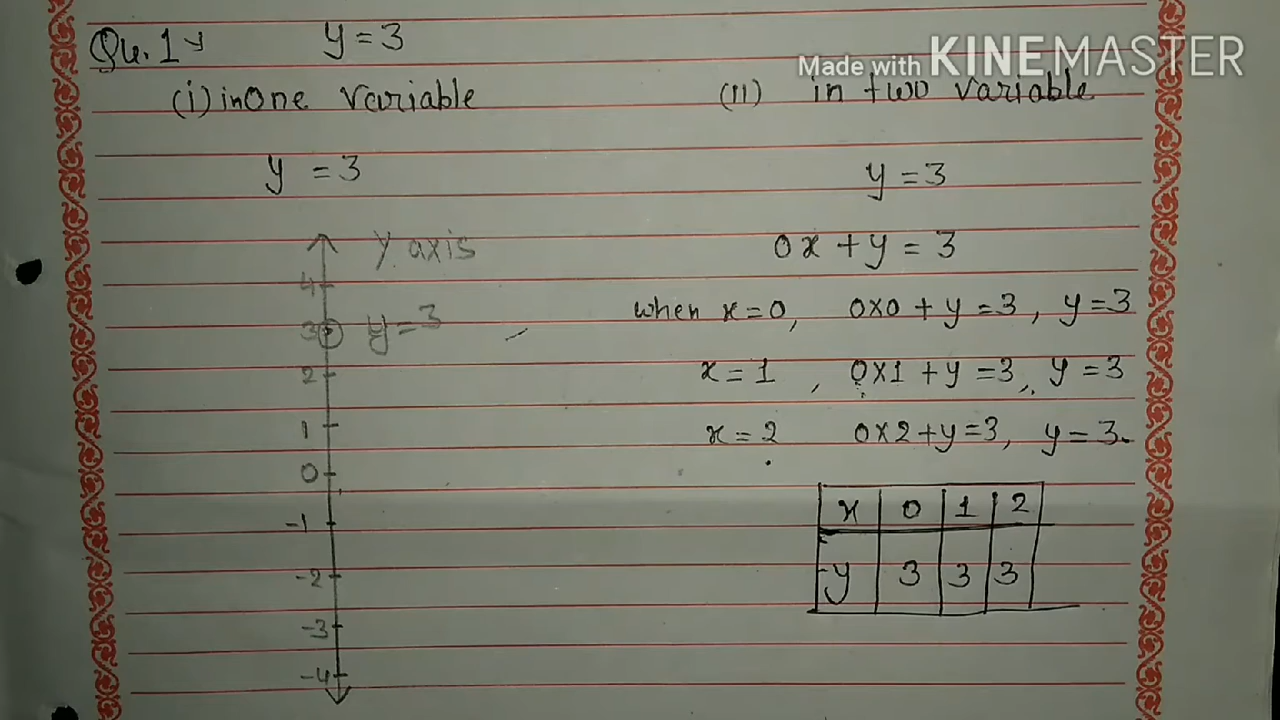 Qu. 1 y = 3
Made with KINEMASTER
(i) in One Variable
(II) in two variable
y = 3
y axis
4
3 y = 3
2
1
0
-1
-2
-3
-4
y = 3
0x + y = 3
when x = 0, 0x0 + y = 3, y = 3
x = 1, 0x1 + y = 3, y = 3
x = 2 0x2 + y = 3, y = 3.
x 0 1 2
y 3 3 3